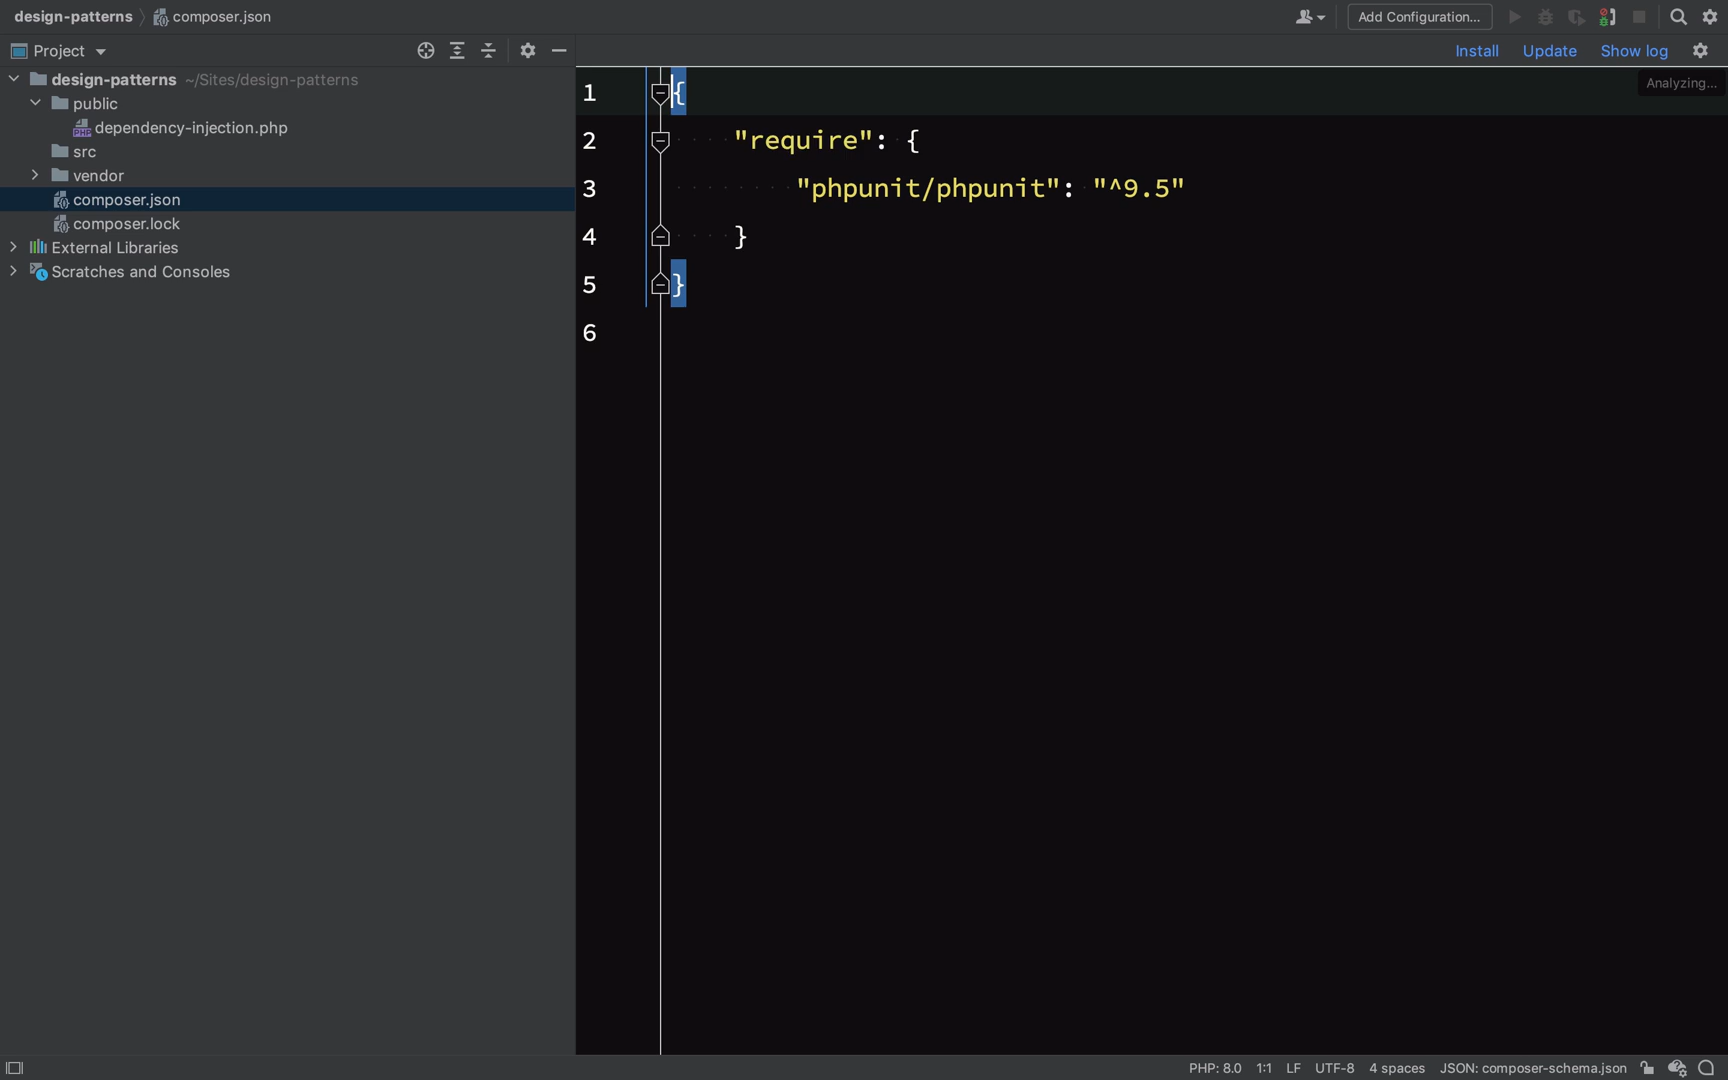 design-patterns composer.json
Add Configuration...
Project
Install Update Show log
Analyzing...
design-patterns ~/Sites/design-patterns
public
dependency-injection.php
src
vendor
composer.json
composer.lock
External Libraries
Scratches and Consoles
1 {
2 "require": {
3 "phpunit/phpunit": "^9.5"
4 }
5 }
6
PHP: 8.0 1:1 LF UTF-8 4 spaces JSON: composer-schema.json